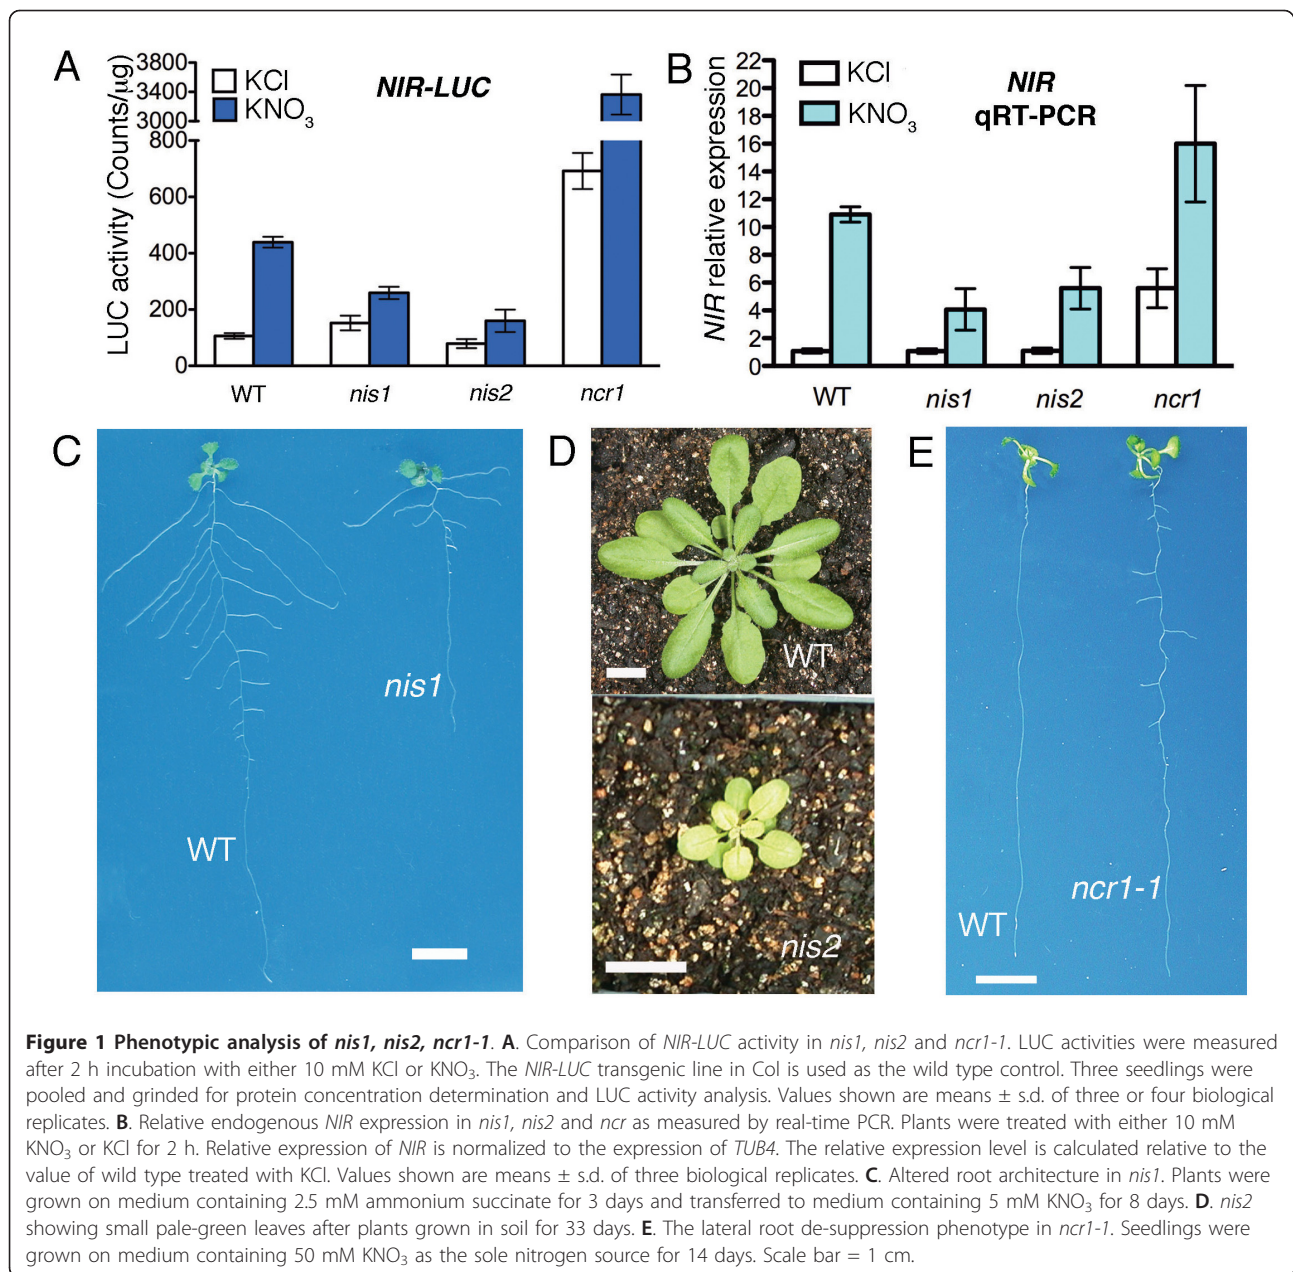 A
3800
3400
3000
800
600
400
200
0
LUC activity (Counts/µg)
KCl
KNO₃
NIR-LUC
WT nis1 nis2 ncr1
B
22
20
18
16
14
12
10
8
6
4
2
0
NIR relative expression
KCl
KNO₃
NIR
qRT-PCR
WT nis1 nis2 ncr1
C
nis1
WT
D
WT
nis2
E
ncr1-1
WT
Figure 1 Phenotypic analysis of nis1, nis2, ncr1-1. A. Comparison of NIR-LUC activity in nis1, nis2 and ncr1-1. LUC activities were measured
after 2 h incubation with either 10 mM KCl or KNO₃. The NIR-LUC transgenic line in Col is used as the wild type control. Three seedlings were
pooled and grinded for protein concentration determination and LUC activity analysis. Values shown are means ± s.d. of three or four biological
replicates. B. Relative endogenous NIR expression in nis1, nis2 and ncr as measured by real-time PCR. Plants were treated with either 10 mM
KNO₃ or KCl for 2 h. Relative expression of NIR is normalized to the expression of TUB4. The relative expression level is calculated relative to the
value of wild type treated with KCl. Values shown are means ± s.d. of three biological replicates. C. Altered root architecture in nis1. Plants were
grown on medium containing 2.5 mM ammonium succinate for 3 days and transferred to medium containing 5 mM KNO₃ for 8 days. D. nis2
showing small pale-green leaves after plants grown in soil for 33 days. E. The lateral root de-suppression phenotype in ncr1-1. Seedlings were
grown on medium containing 50 mM KNO₃ as the sole nitrogen source for 14 days. Scale bar = 1 cm.